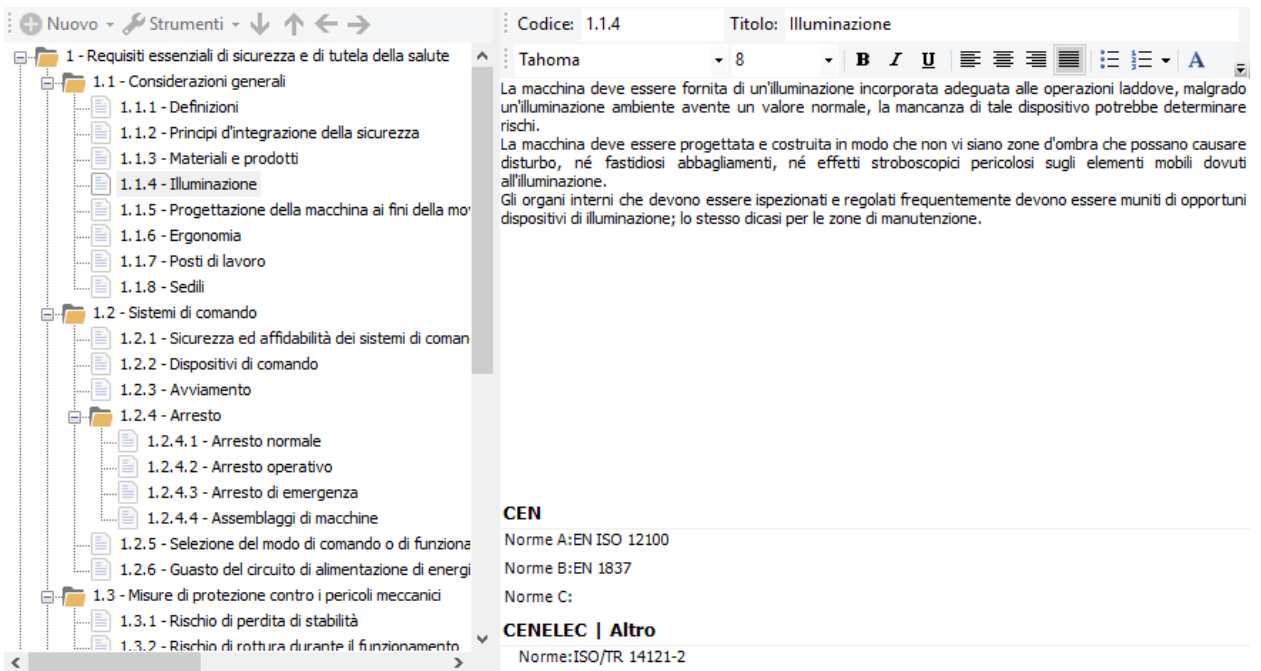 Nuovo Strumenti
1 - Requisiti essenziali di sicurezza e di tutela della salute
1.1 - Considerazioni generali
1.1.1 - Definizioni
1.1.2 - Principi d'integrazione della sicurezza
1.1.3 - Materiali e prodotti
1.1.4 - Illuminazione
1.1.5 - Progettazione della macchina ai fini della mov
1.1.6 - Ergonomia
1.1.7 - Posti di lavoro
1.1.8 - Sedili
1.2 - Sistemi di comando
1.2.1 - Sicurezza ed affidabilità dei sistemi di coman
1.2.2 - Dispositivi di comando
1.2.3 - Avviamento
1.2.4 - Arresto
1.2.4.1 - Arresto normale
1.2.4.2 - Arresto operativo
1.2.4.3 - Arresto di emergenza
1.2.4.4 - Assemblaggi di macchine
1.2.5 - Selezione del modo di comando o di funziona
1.2.6 - Guasto del circuito di alimentazione di energi
1.3 - Misure di protezione contro i pericoli meccanici
1.3.1 - Rischio di perdita di stabilità
1.3.2 - Rischio di rottura durante il funzionamento
Codice: 1.1.4 Titolo: Illuminazione
Tahoma 8 B I U A
La macchina deve essere fornita di un'illuminazione incorporata adeguata alle operazioni laddove, malgrado
un'illuminazione ambiente avente un valore normale, la mancanza di tale dispositivo potrebbe determinare
rischi.
La macchina deve essere progettata e costruita in modo che non vi siano zone d'ombra che possano causare
disturbo, né fastidiosi abbagliamenti, né effetti stroboscopici pericolosi sugli elementi mobili dovuti
all'illuminazione.
Gli organi interni che devono essere ispezionati e regolati frequentemente devono essere muniti di opportuni
dispositivi di illuminazione; lo stesso dicasi per le zone di manutenzione.
CEN
Norme A:EN ISO 12100
Norme B:EN 1837
Norme C:
CENELEC | Altro
Norme:ISO/TR 14121-2